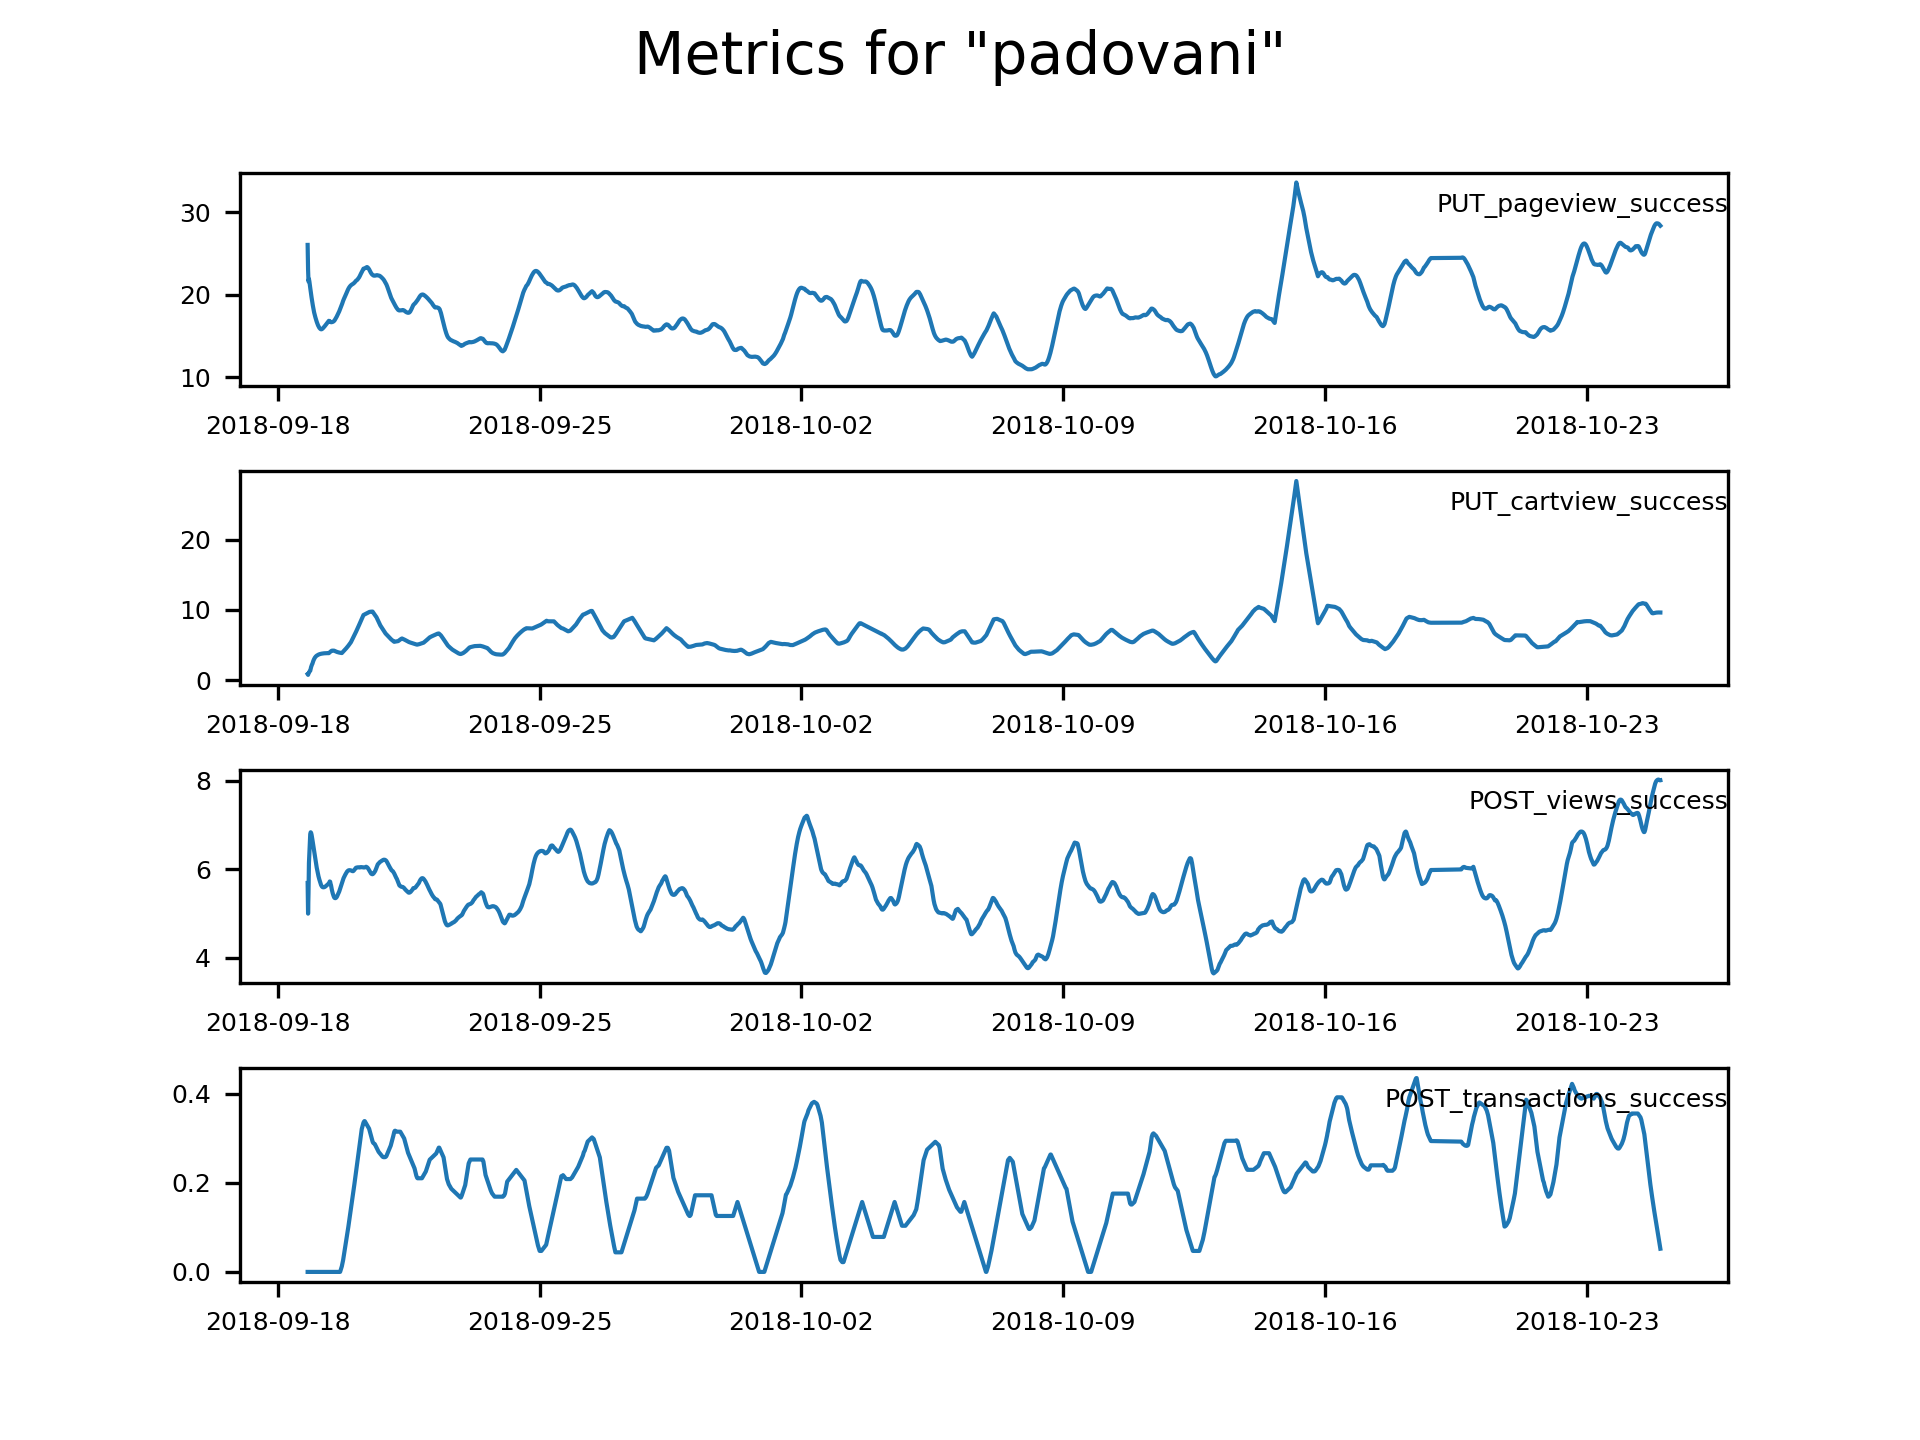 Metrics for "padovani"
PUT_pageview_success
30
20
10
2018-09-18 2018-09-25 2018-10-02 2018-10-09 2018-10-16 2018-10-23
PUT_cartview_success
20
10
0
2018-09-18 2018-09-25 2018-10-02 2018-10-09 2018-10-16 2018-10-23
8
POST_views_success
6
4
2018-09-18 2018-09-25 2018-10-02 2018-10-09 2018-10-16 2018-10-23
0.4
POST_transactions_success
0.2
0.0
2018-09-18 2018-09-25 2018-10-02 2018-10-09 2018-10-16 2018-10-23